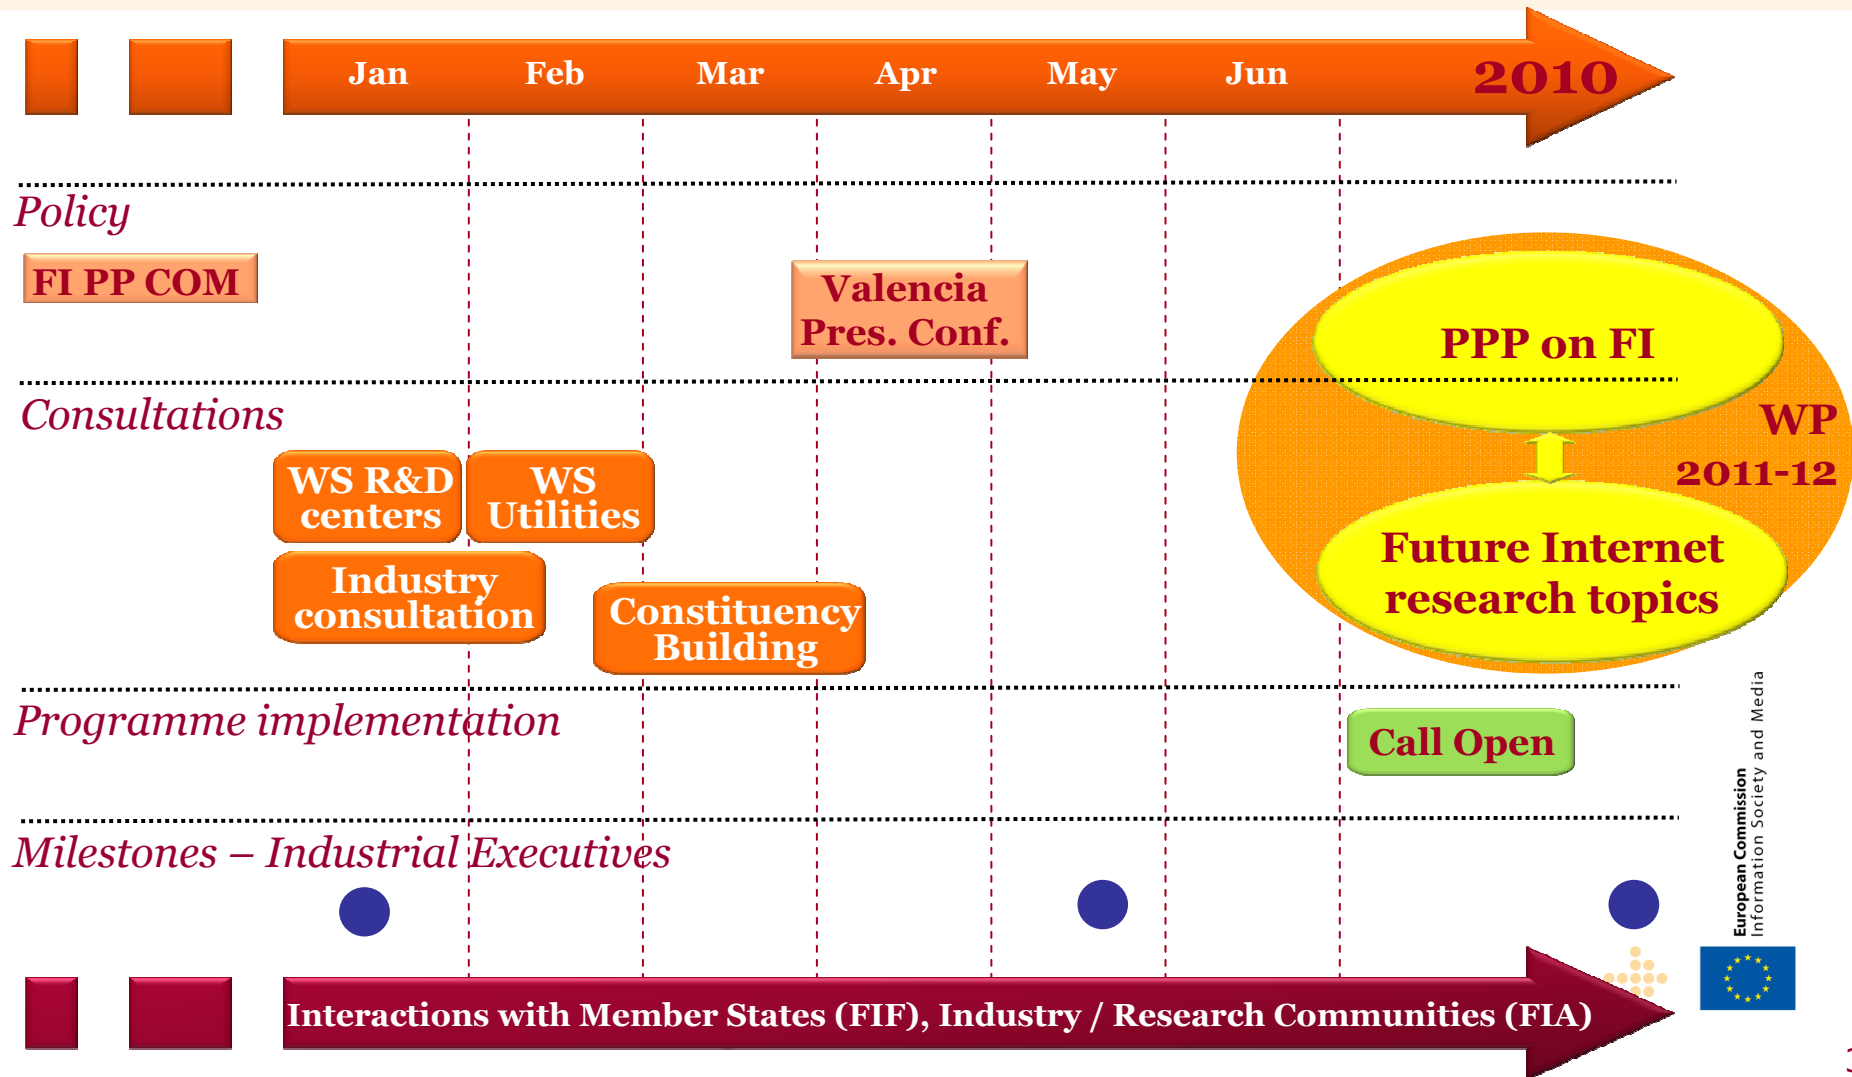 Jan Feb Mar Apr May Jun 2010
Policy
FI PP COM
Valencia
Pres. Conf.
PPP on FI
Consultations
WP
2011-12
WS R&D
centers
WS
Utilities
Industry
consultation
Constituency
Building
Future Internet
research topics
Programme implementation
Call Open
Milestones – Industrial Executives
European Commission
Information Society and Media
Interactions with Member States (FIF), Industry / Research Communities (FIA)